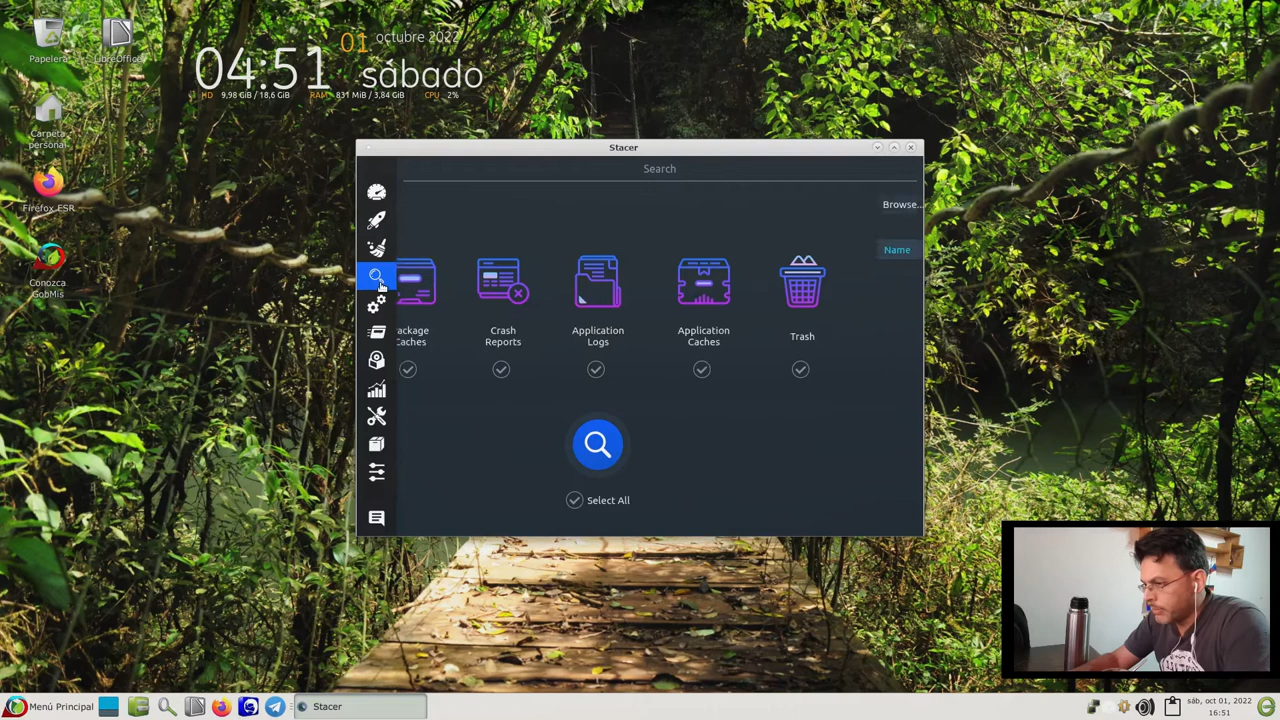 Papelera
LibreOffice
Carpeta
personal
Firefox ESR
Conozca
GobMis
04:51
01
octubre 2022
sábado
HD 9,98 GiB / 18,6 GiB RAM 831 MiB / 3,84 GiB CPU 2%
Stacer
Search
Browse...
Name
Package
Caches
Crash
Reports
Application
Logs
Application
Caches
Trash
Select All
Menú Principal
Stacer
sáb, oct 01, 2022
16:51